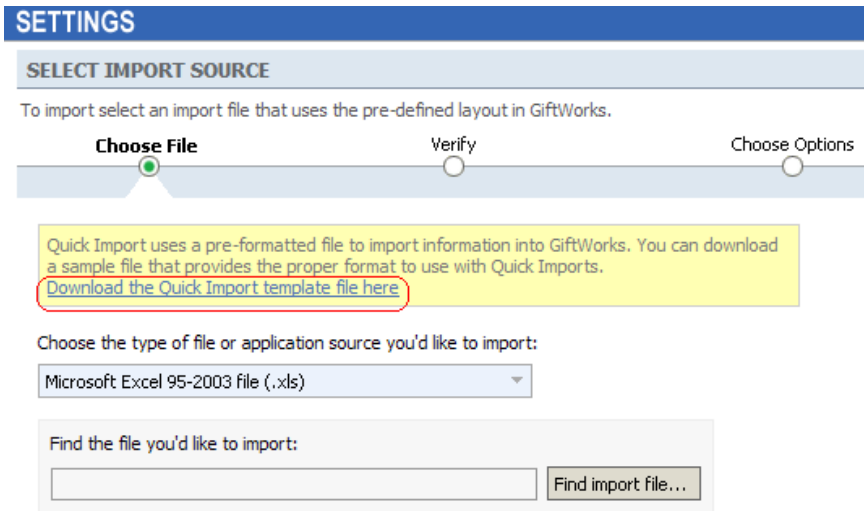 SETTINGS
SELECT IMPORT SOURCE
To import select an import file that uses the pre-defined layout in GiftWorks.
Choose File Verify Choose Options
Quick Import uses a pre-formatted file to import information into GiftWorks. You can download
a sample file that provides the proper format to use with Quick Imports.
Download the Quick Import template file here
Choose the type of file or application source you'd like to import:
Microsoft Excel 95-2003 file (.xls)
Find the file you'd like to import:
Find import file...